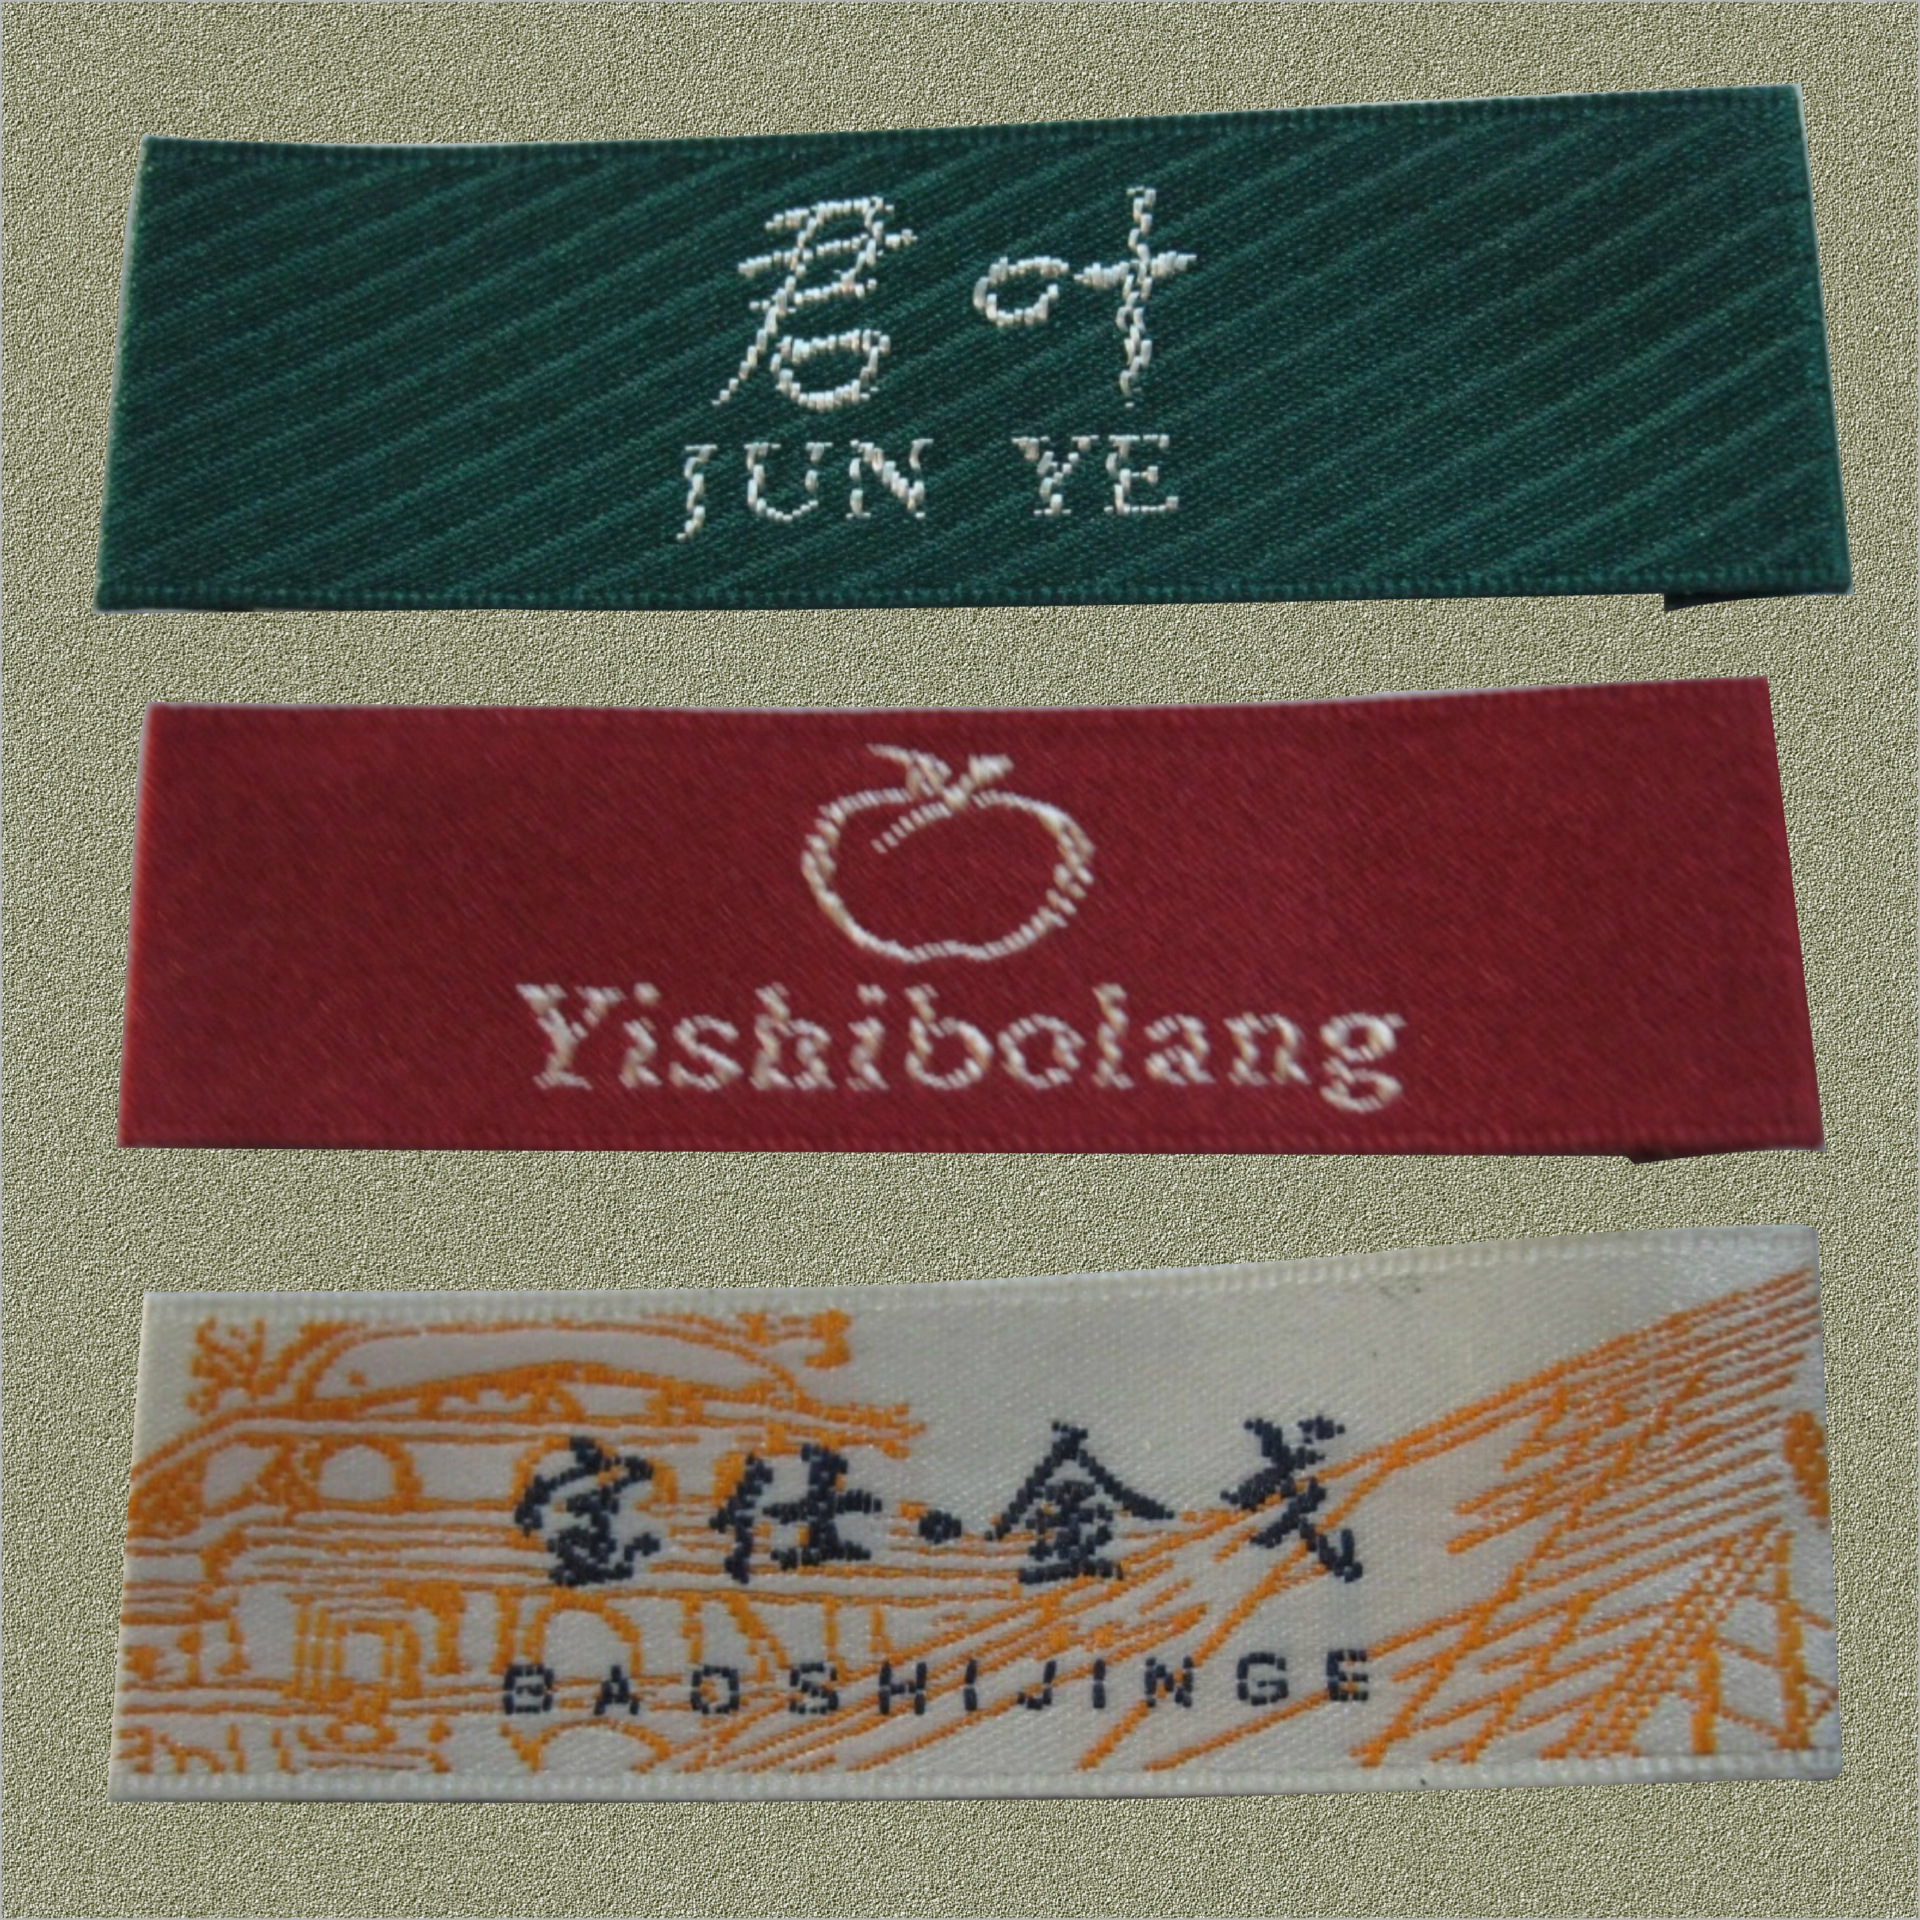 君叶
JUN YE
Yishibolang
宝仕·金戈
BAOSHIJINGE